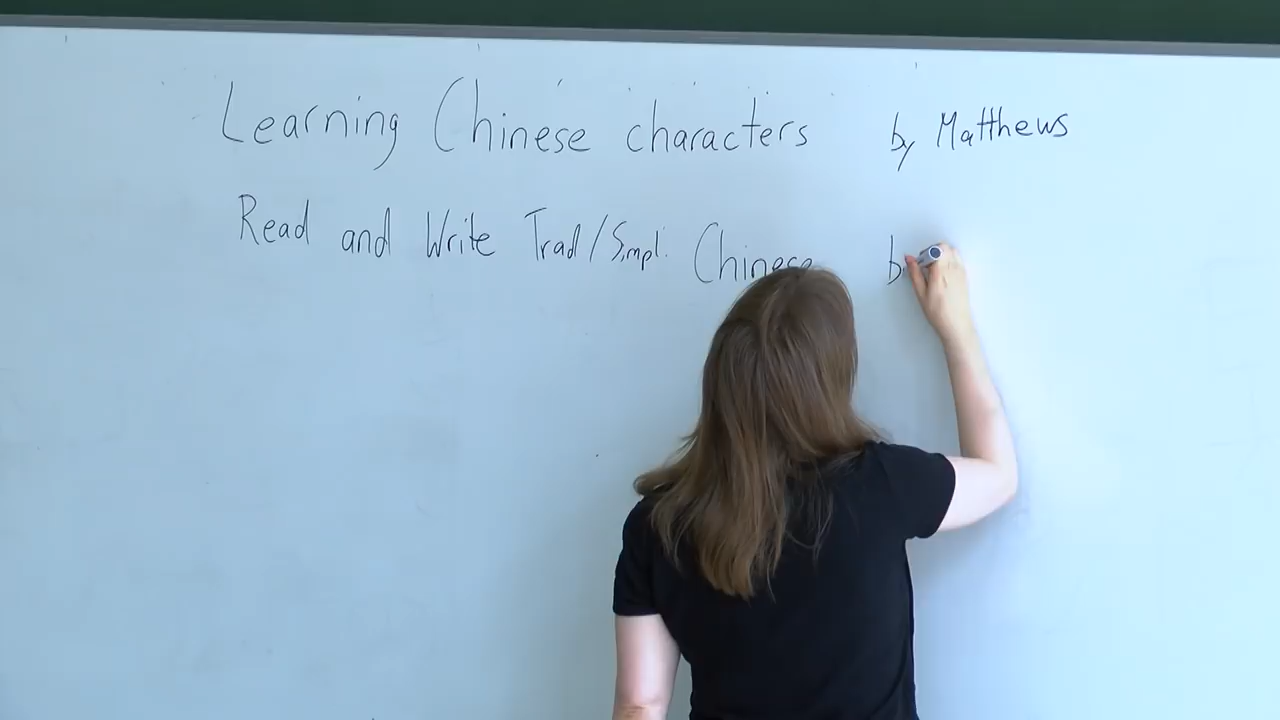 Learning Chinese characters by Matthews
Read and Write Trad/Simpl. Chinese b